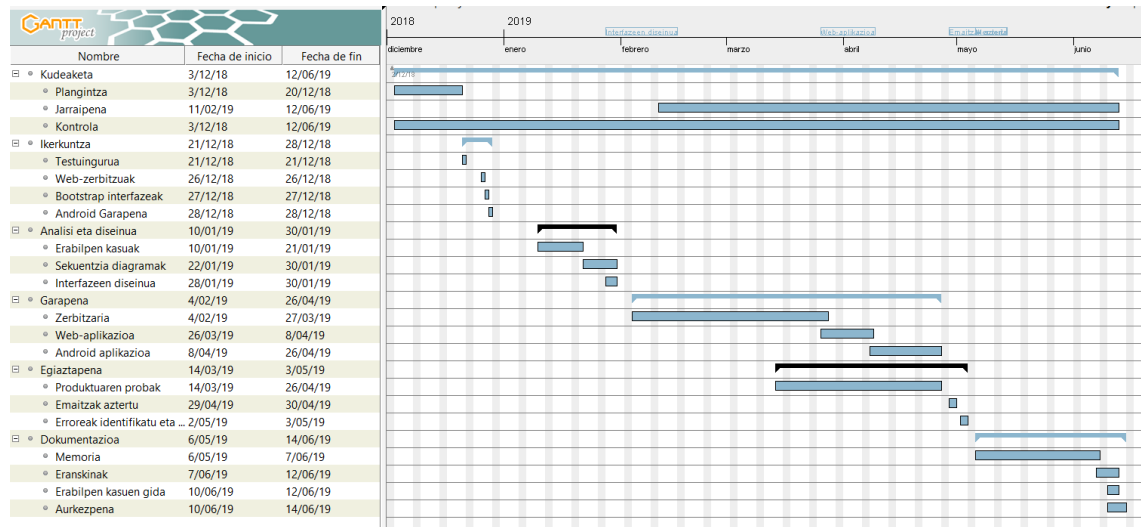 GANTT project
2018 2019
Interfazeen diseinua Web-aplikazioa
diciembre enero febrero marzo abril mayo junio
Nombre Fecha de inicio Fecha de fin
2/12/18
Kudeaketa 3/12/18 12/06/19
Plangintza 3/12/18 20/12/18
Jarraipena 11/02/19 12/06/19
Kontrola 3/12/18 12/06/19
Ikerkuntza 21/12/18 28/12/18
Testuingurua 21/12/18 21/12/18
Web-zerbitzuak 26/12/18 26/12/18
Bootstrap interfazeak 27/12/18 27/12/18
Android Garapena 28/12/18 28/12/18
Analisi eta diseinua 10/01/19 30/01/19
Erabilpen kasuak 10/01/19 21/01/19
Sekuentzia diagramak 22/01/19 30/01/19
Interfazeen diseinua 28/01/19 30/01/19
Garapena 4/02/19 26/04/19
Zerbitzaria 4/02/19 27/03/19
Web-aplikazioa 26/03/19 8/04/19
Android aplikazioa 8/04/19 26/04/19
Egiaztapena 14/03/19 3/05/19
Produktuaren probak 14/03/19 26/04/19
Emaitzak aztertu 29/04/19 30/04/19
Erroreak identifikatu eta ... 2/05/19 3/05/19
Dokumentazioa 6/05/19 14/06/19
Memoria 6/05/19 7/06/19
Eranskinak 7/06/19 12/06/19
Erabilpen kasuen gida 10/06/19 12/06/19
Aurkezpena 10/06/19 14/06/19